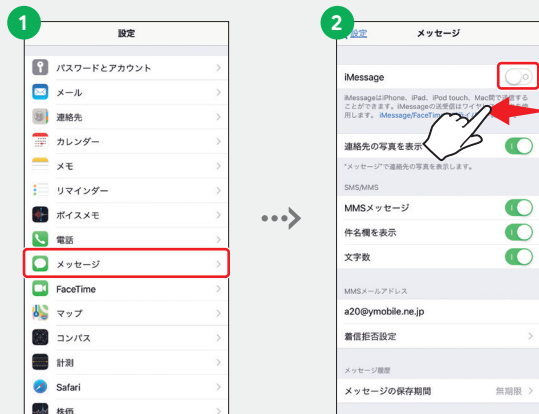 1
設定
パスワードとアカウント
メール
連絡先
カレンダー
メモ
リマインダー
ボイスメモ
電話
メッセージ
FaceTime
マップ
コンパス
計測
Safari
株価
2
設定
メッセージ
iMessage
iMessageはiPhone、iPad、iPod touch、Mac間で送信する
ことができます。iMessageの送受信はワイヤ
用します。iMessage/FaceTim
連絡先の写真を表示
"メッセージ"で連絡先の写真を表示します。
SMS/MMS
MMSメッセージ
件名欄を表示
文字数
MMSメールアドレス
a20@ymobile.ne.jp
着信拒否設定
メッセージ履歴
メッセージの保存期間 無期限